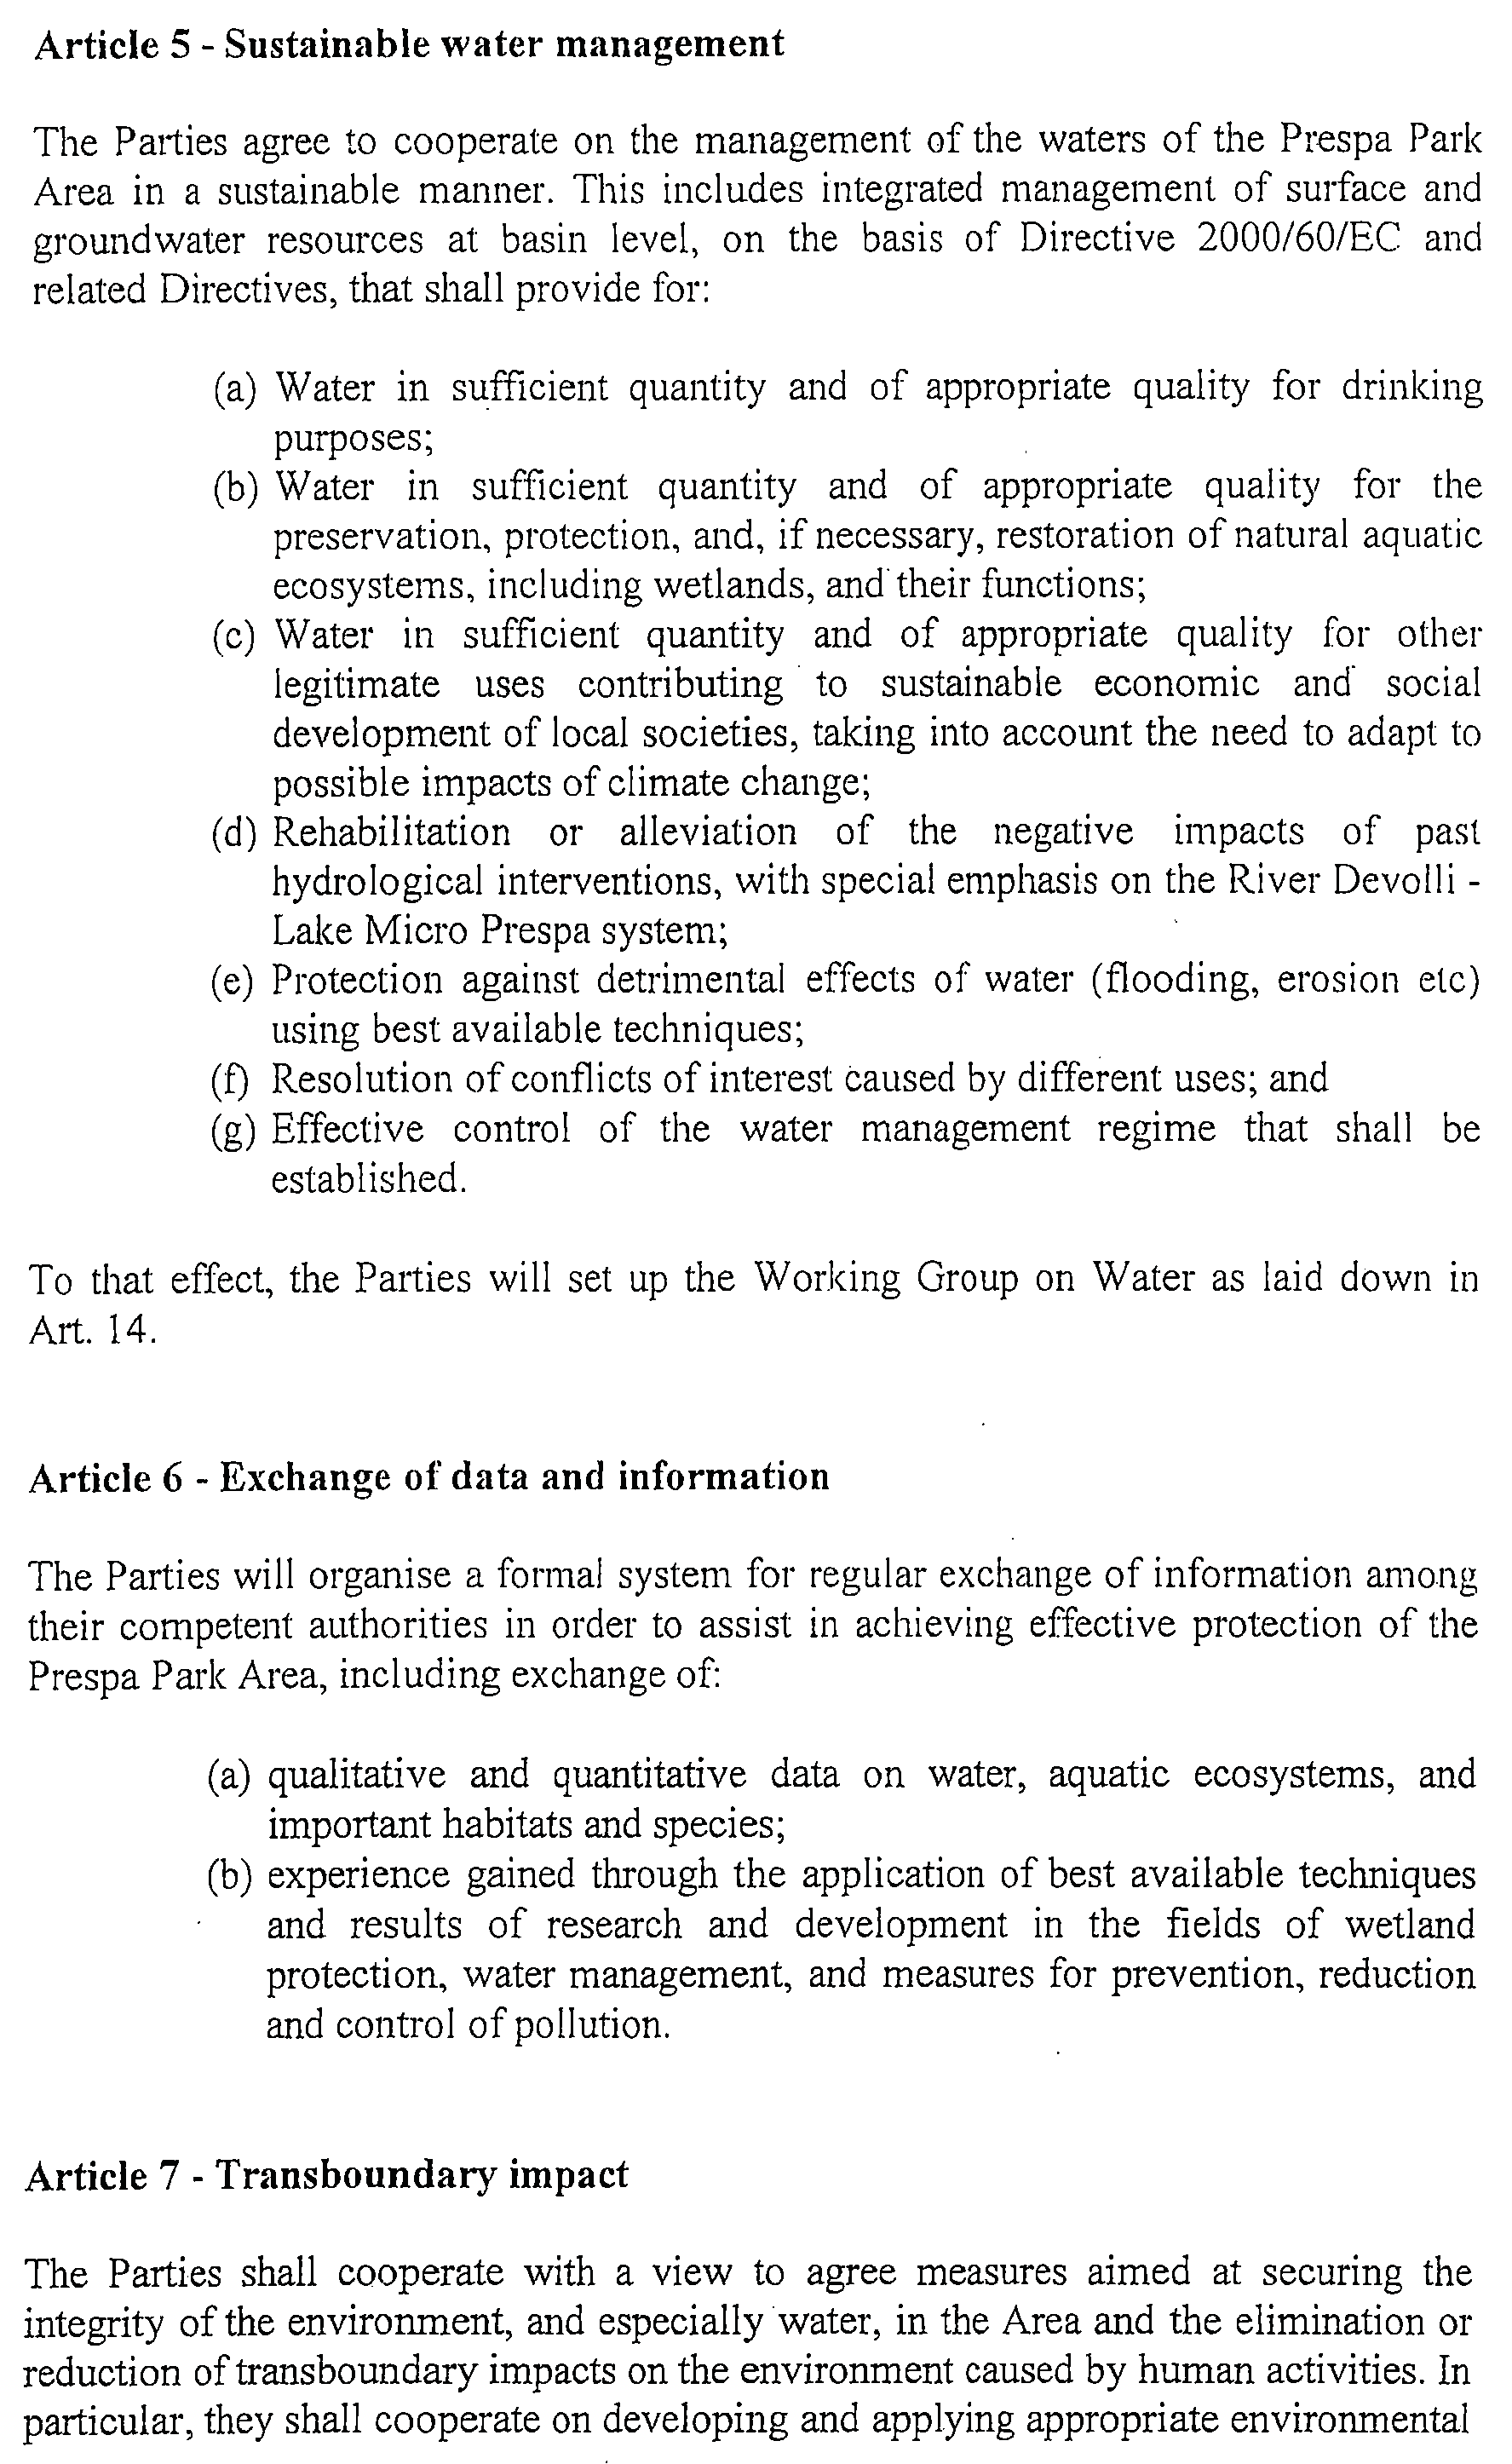 Article 5 - Sustainable water management
The Parties agree to cooperate on the management of the waters of the Prespa Park
Area in a sustainable manner. This includes integrated management of surface and
groundwater resources at basin level, on the basis of Directive 2000/60/EC and
related Directives, that shall provide for:
(a) Water in sufficient quantity and of appropriate quality for drinking
purposes;
(b) Water in sufficient quantity and of appropriate quality for the
preservation, protection, and, if necessary, restoration of natural aquatic
ecosystems, including wetlands, and their functions;
(c) Water in sufficient quantity and of appropriate quality for other
legitimate uses contributing to sustainable economic and social
development of local societies, taking into account the need to adapt to
possible impacts of climate change;
(d) Rehabilitation or alleviation of the negative impacts of past
hydrological interventions, with special emphasis on the River Devolli -
Lake Micro Prespa system;
(e) Protection against detrimental effects of water (flooding, erosion etc)
using best available techniques;
(f) Resolution of conflicts of interest caused by different uses; and
(g) Effective control of the water management regime that shall be
established.
To that effect, the Parties will set up the Working Group on Water as laid down in
Art. 14.
Article 6 - Exchange of data and information
The Parties will organise a formal system for regular exchange of information among
their competent authorities in order to assist in achieving effective protection of the
Prespa Park Area, including exchange of:
(a) qualitative and quantitative data on water, aquatic ecosystems, and
important habitats and species;
(b) experience gained through the application of best available techniques
and results of research and development in the fields of wetland
protection, water management, and measures for prevention, reduction
and control of pollution.
Article 7 - Transboundary impact
The Parties shall cooperate with a view to agree measures aimed at securing the
integrity of the environment, and especially water, in the Area and the elimination or
reduction of transboundary impacts on the environment caused by human activities. In
particular, they shall cooperate on developing and applying appropriate environmental